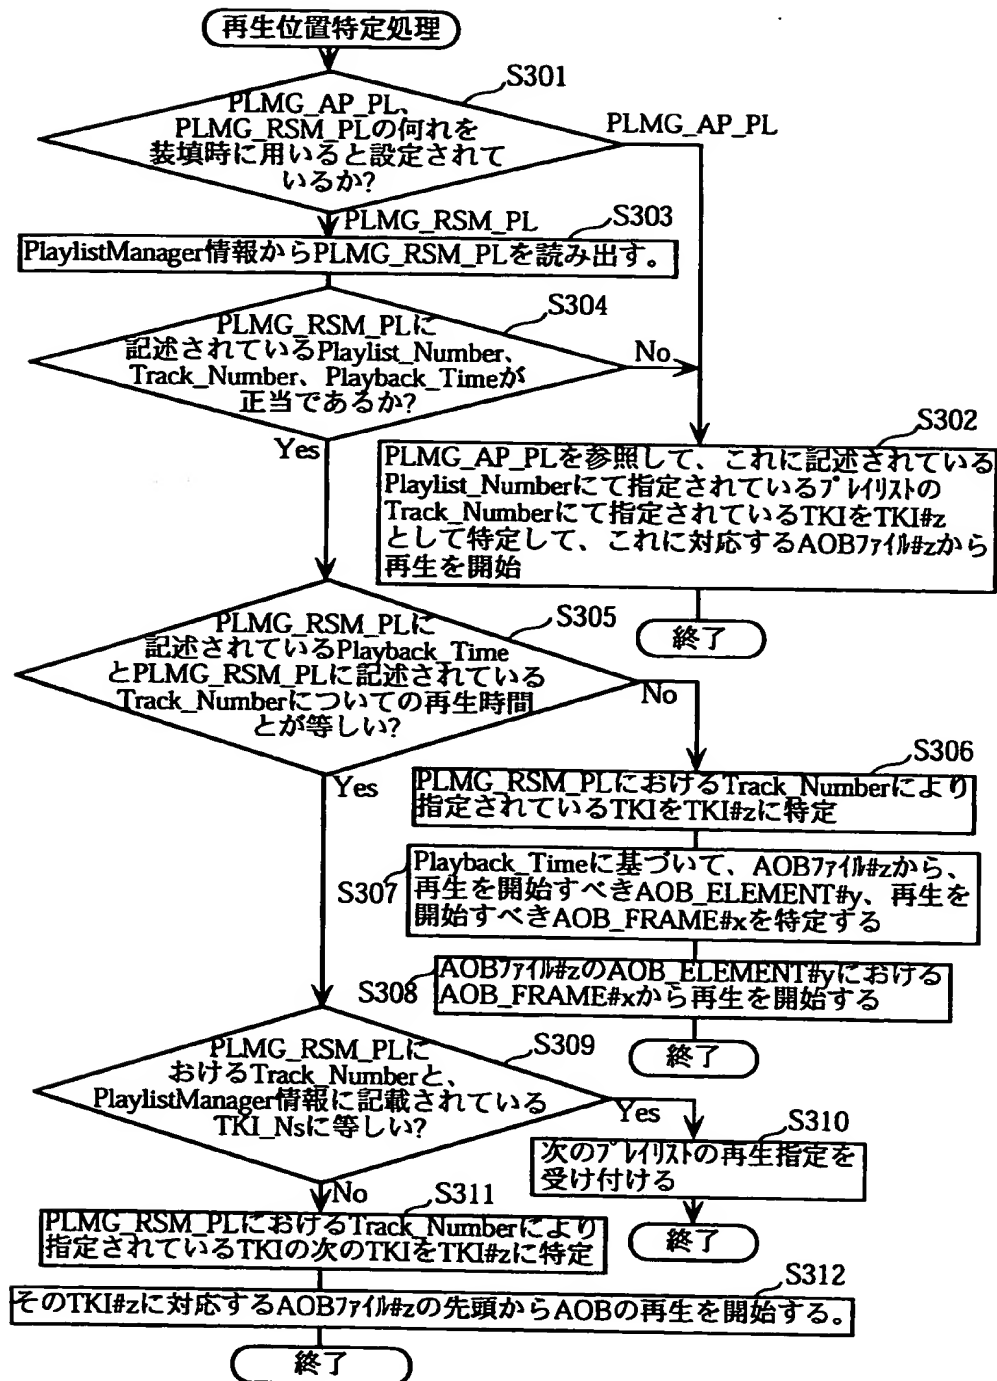 再生位置特定処理
S301
PLMG_AP_PL、
PLMG_RSM_PLの何れを
装填時に用いると設定されて
いるか?
PLMG_AP_PL
PLMG_RSM_PL
S303
PlaylistManager情報からPLMG_RSM_PLを読み出す。
S304
PLMG_RSM_PLに
記述されているPlaylist_Number、
Track_Number、Playback_Timeが
正当であるか?
No
Yes
S302
PLMG_AP_PLを参照して、これに記述されている
Playlist_Numberにて指定されているプレイリストの
Track_Numberにて指定されているTKIをTKI#z
として特定して、これに対応するAOBファイル#zから
再生を開始
終了
S305
PLMG_RSM_PLに
記述されているPlayback_Time
とPLMG_RSM_PLに記述されている
Track_Numberについての再生時間
とが等しい?
No
Yes
S306
PLMG_RSM_PLにおけるTrack_Numberにより
指定されているTKIをTKI#zに特定
S307
Playback_Timeに基づいて、AOBファイル#zから、
再生を開始すべきAOB_ELEMENT#y、再生を
開始すべきAOB_FRAME#xを特定する
S308
AOBファイル#zのAOB_ELEMENT#yにおける
AOB_FRAME#xから再生を開始する
終了
S309
PLMG_RSM_PLに
おけるTrack_Numberと、
PlaylistManager情報に記載されている
TKI_Nsに等しい?
Yes
No
S310
次のプレイリストの再生指定を
受け付ける
終了
S311
PLMG_RSM_PLにおけるTrack_Numberにより
指定されているTKIの次のTKIをTKI#zに特定
S312
そのTKI#zに対応するAOBファイル#zの先頭からAOBの再生を開始する。
終了